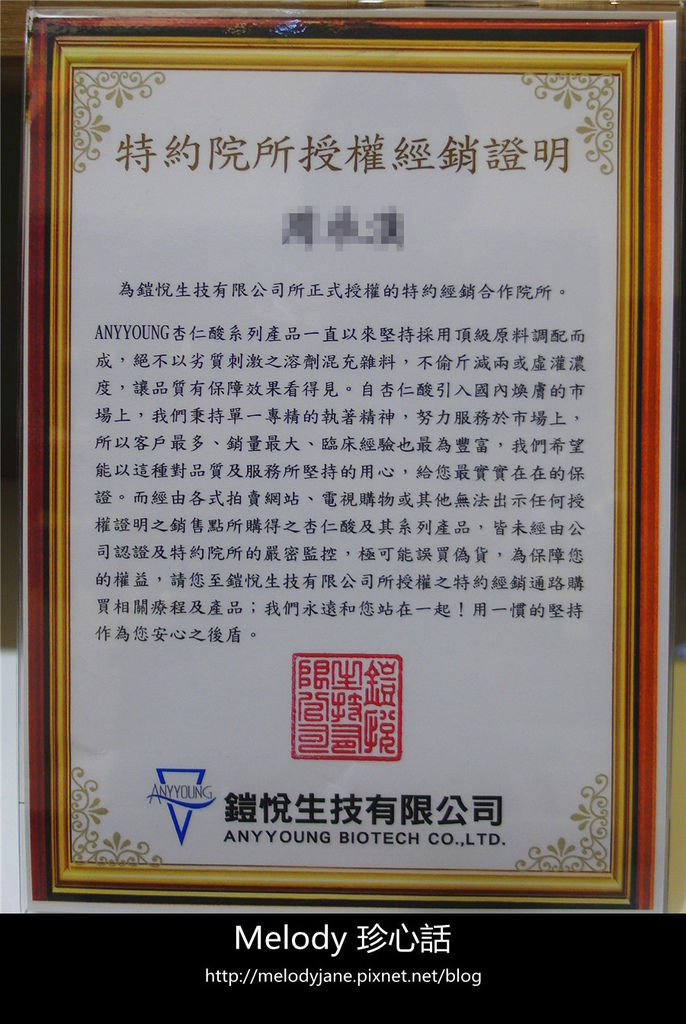 特約院所授權經銷證明
為鎧悅生技有限公司所正式授權的特約經銷合作院所。
ANYYOUNG杏仁酸系列產品一直以來堅持採用頂級原料調配而
成，絕不以劣質刺激之溶劑混充雜料，不偷斤減兩或虛灌濃
度，讓品質有保障效果看得見。自杏仁酸引入國內煥膚的市
場上，我們秉持單一專精的執著精神，努力服務於市場上，
所以客戶最多、銷量最大、臨床經驗也最為豐富，我們希望
能以這種對品質及服務所堅持的用心，給您最實實在在的保
證。而經由各式拍賣網站、電視購物或其他無法出示任何授
權證明之銷售點所購得之杏仁酸及其系列產品，皆未經由公
司認證及特約院所的嚴密監控，極可能誤買偽貨，為保障您
的權益，請您至鎧悅生技有限公司所授權之特約經銷通路購
買相關療程及產品；我們永遠和您站在一起！用一慣的堅持
作為您安心之後盾。
鎧悅生技有限公司
ANYYOUNG
鎧悅生技有限公司
ANYYOUNG BIOTECH CO.,LTD.
Melody 珍心話
http://melodyjane.pixnet.net/blog